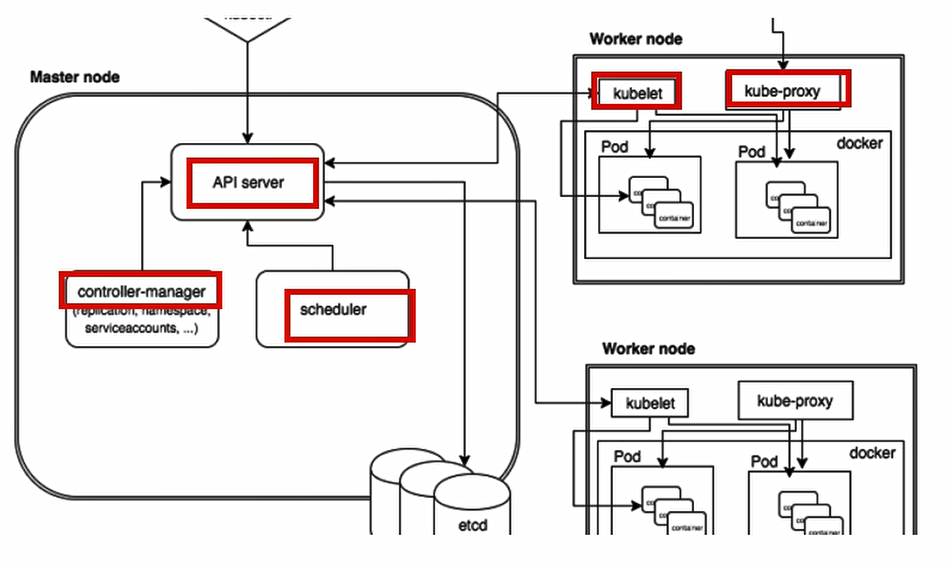 Master node
API server
controller-manager
(replication, namespace,
serviceaccounts, ...)
scheduler
etcd
Worker node
kubelet
kube-proxy
docker
Pod
Pod
container
container
Worker node
kubelet
kube-proxy
docker
Pod
Pod
container
container